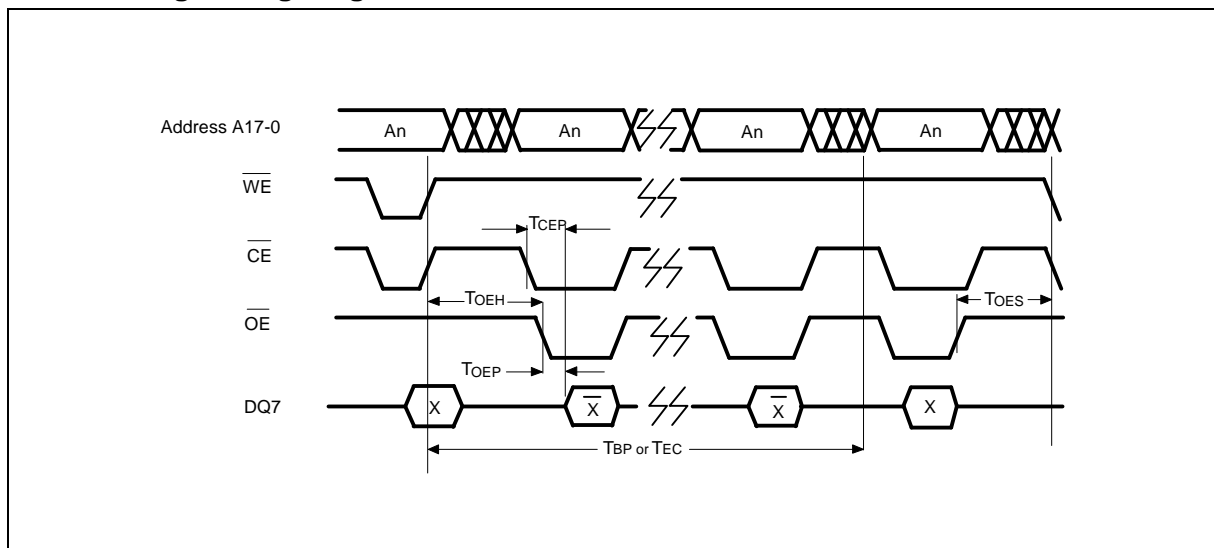 Address A17-0
An An An An
WE
TCEP
CE
TOEH
TOES
OE
TOEP
DQ7
X X X X
TBP or TEC